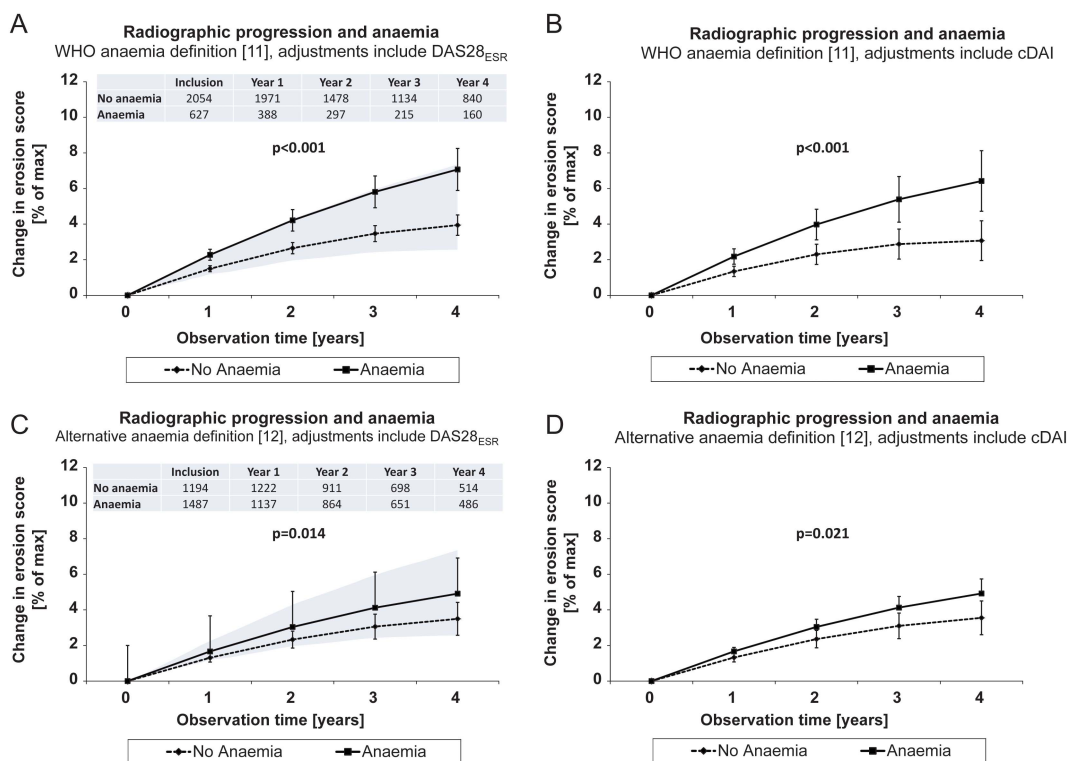 A
Radiographic progression and anaemia
WHO anaemia definition [11], adjustments include DAS28ESR
Inclusion Year 1 Year 2 Year 3 Year 4
No anaemia 2054 1971 1478 1134 840
Anaemia 627 388 297 215 160
p<0.001
Change in erosion score
[% of max]
12
10
8
6
4
2
0
0 1 2 3 4
Observation time [years]
No Anaemia Anaemia
B
Radiographic progression and anaemia
WHO anaemia definition [11], adjustments include cDAI
p<0.001
Change in erosion score
[% of max]
12
10
8
6
4
2
0
0 1 2 3 4
Observation time [years]
No Anaemia Anaemia
C
Radiographic progression and anaemia
Alternative anaemia definition [12], adjustments include DAS28ESR
Inclusion Year 1 Year 2 Year 3 Year 4
No anaemia 1194 1222 911 698 514
Anaemia 1487 1137 864 651 486
p=0.014
Change in erosion score
[% of max]
12
10
8
6
4
2
0
0 1 2 3 4
Observation time [years]
No Anaemia Anaemia
D
Radiographic progression and anaemia
Alternative anaemia definition [12], adjustments include cDAI
p=0.021
Change in erosion score
[% of max]
12
10
8
6
4
2
0
0 1 2 3 4
Observation time [years]
No Anaemia Anaemia